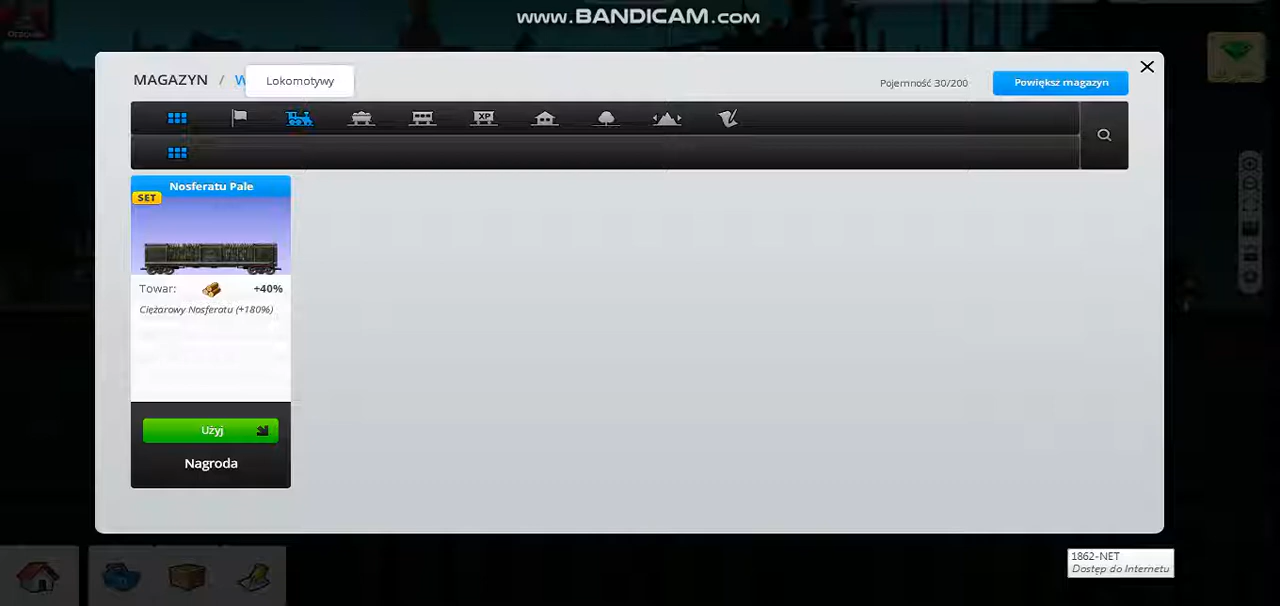 www.BANDICAM.com
MAGAZYN / W
Lokomotywy
Pojemność 30/200
Powiększ magazyn
XP
Nosferatu Pale
SET
Towar: +40%
Ciężarowy Nosferatu (+180%)
Użyj
Nagroda
1862-NET
Dostęp do Internetu